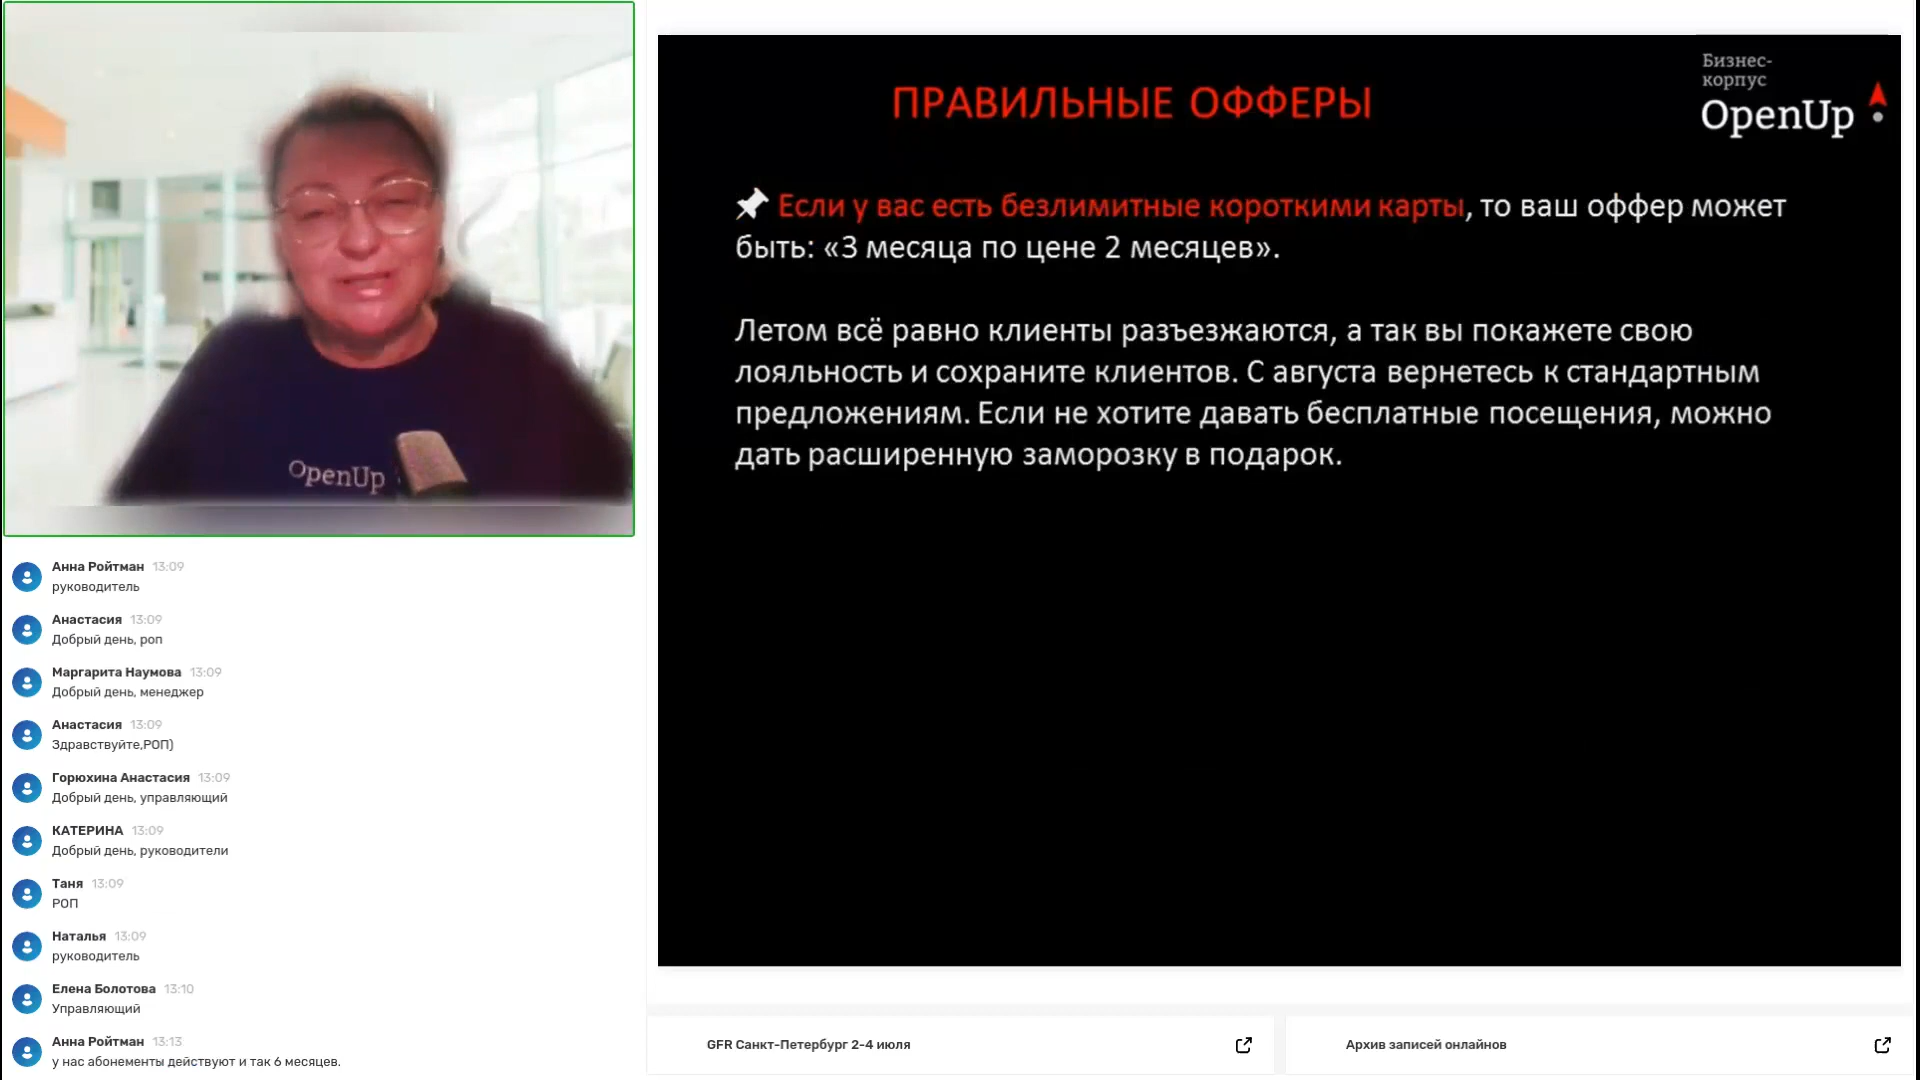 OpenUp
Анна Ройтман 13:09
руководитель
Анастасия 13:09
Добрый день, роп
Маргарита Наумова 13:09
Добрый день, менеджер
Анастасия 13:09
Здравствуйте,РОП)
Горюхина Анастасия 13:09
Добрый день, управляющий
КАТЕРИНА 13:09
Добрый день, руководители
Таня 13:09
РОП
Наталья 13:09
руководитель
Елена Болотова 13:10
Управляющий
Анна Ройтман 13:13
у нас абонементы действуют и так 6 месяцев.
Бизнес-
корпус
OpenUp
ПРАВИЛЬНЫЕ ОФФЕРЫ
Если у вас есть безлимитные короткими карты, то ваш оффер может
быть: «3 месяца по цене 2 месяцев».
Летом всё равно клиенты разъезжаются, а так вы покажете свою
лояльность и сохраните клиентов. С августа вернетесь к стандартным
предложениям. Если не хотите давать бесплатные посещения, можно
дать расширенную заморозку в подарок.
GFR Санкт-Петербург 2-4 июля
Архив записей онлайнов